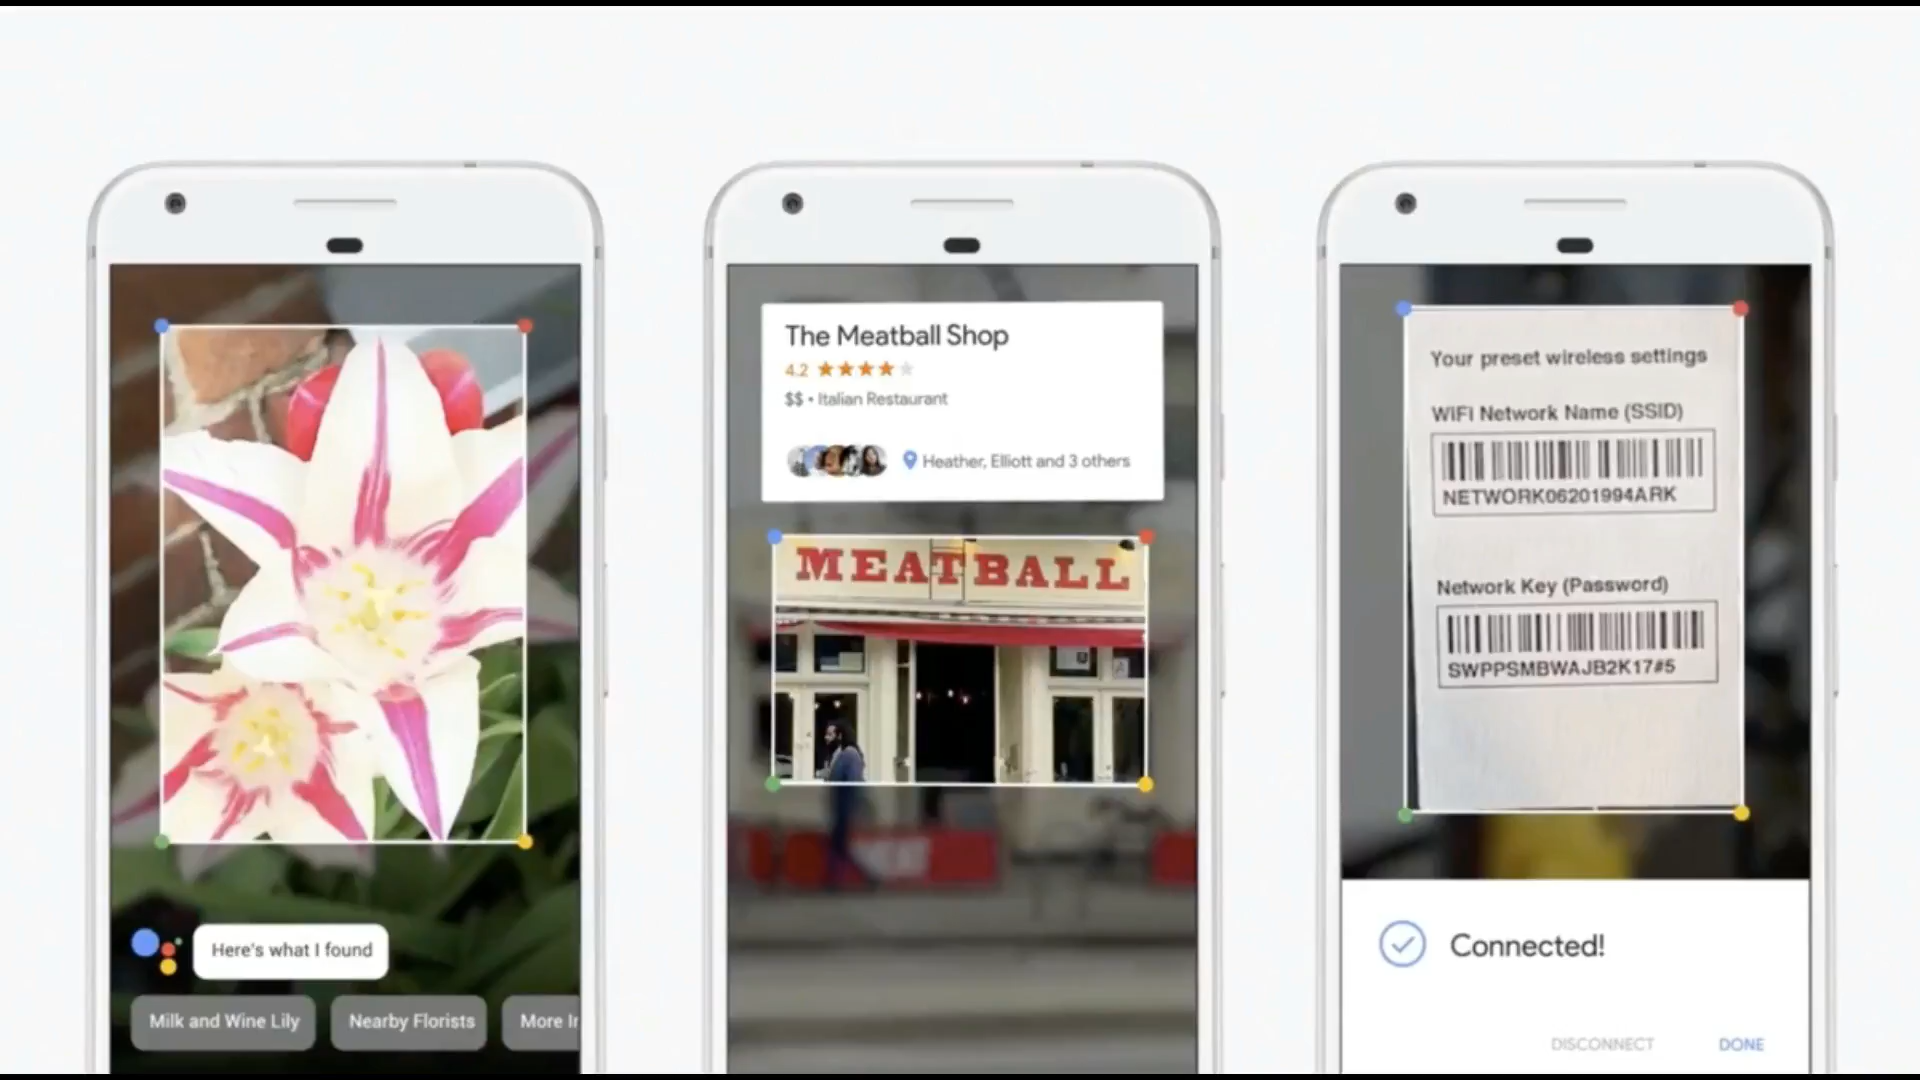 Here's what I found
Milk and Wine Lily
Nearby Florists
More
The Meatball Shop
4.2
$$ • Italian Restaurant
Heather, Elliott and 3 others
MEATBALL
MEAT
Your preset wireless settings
WiFi Network Name (SSID)
NETWORK06201994ARK
Network Key (Password)
SWPPSMBWAJB2K17#5
Connected!
DISCONNECT
DONE